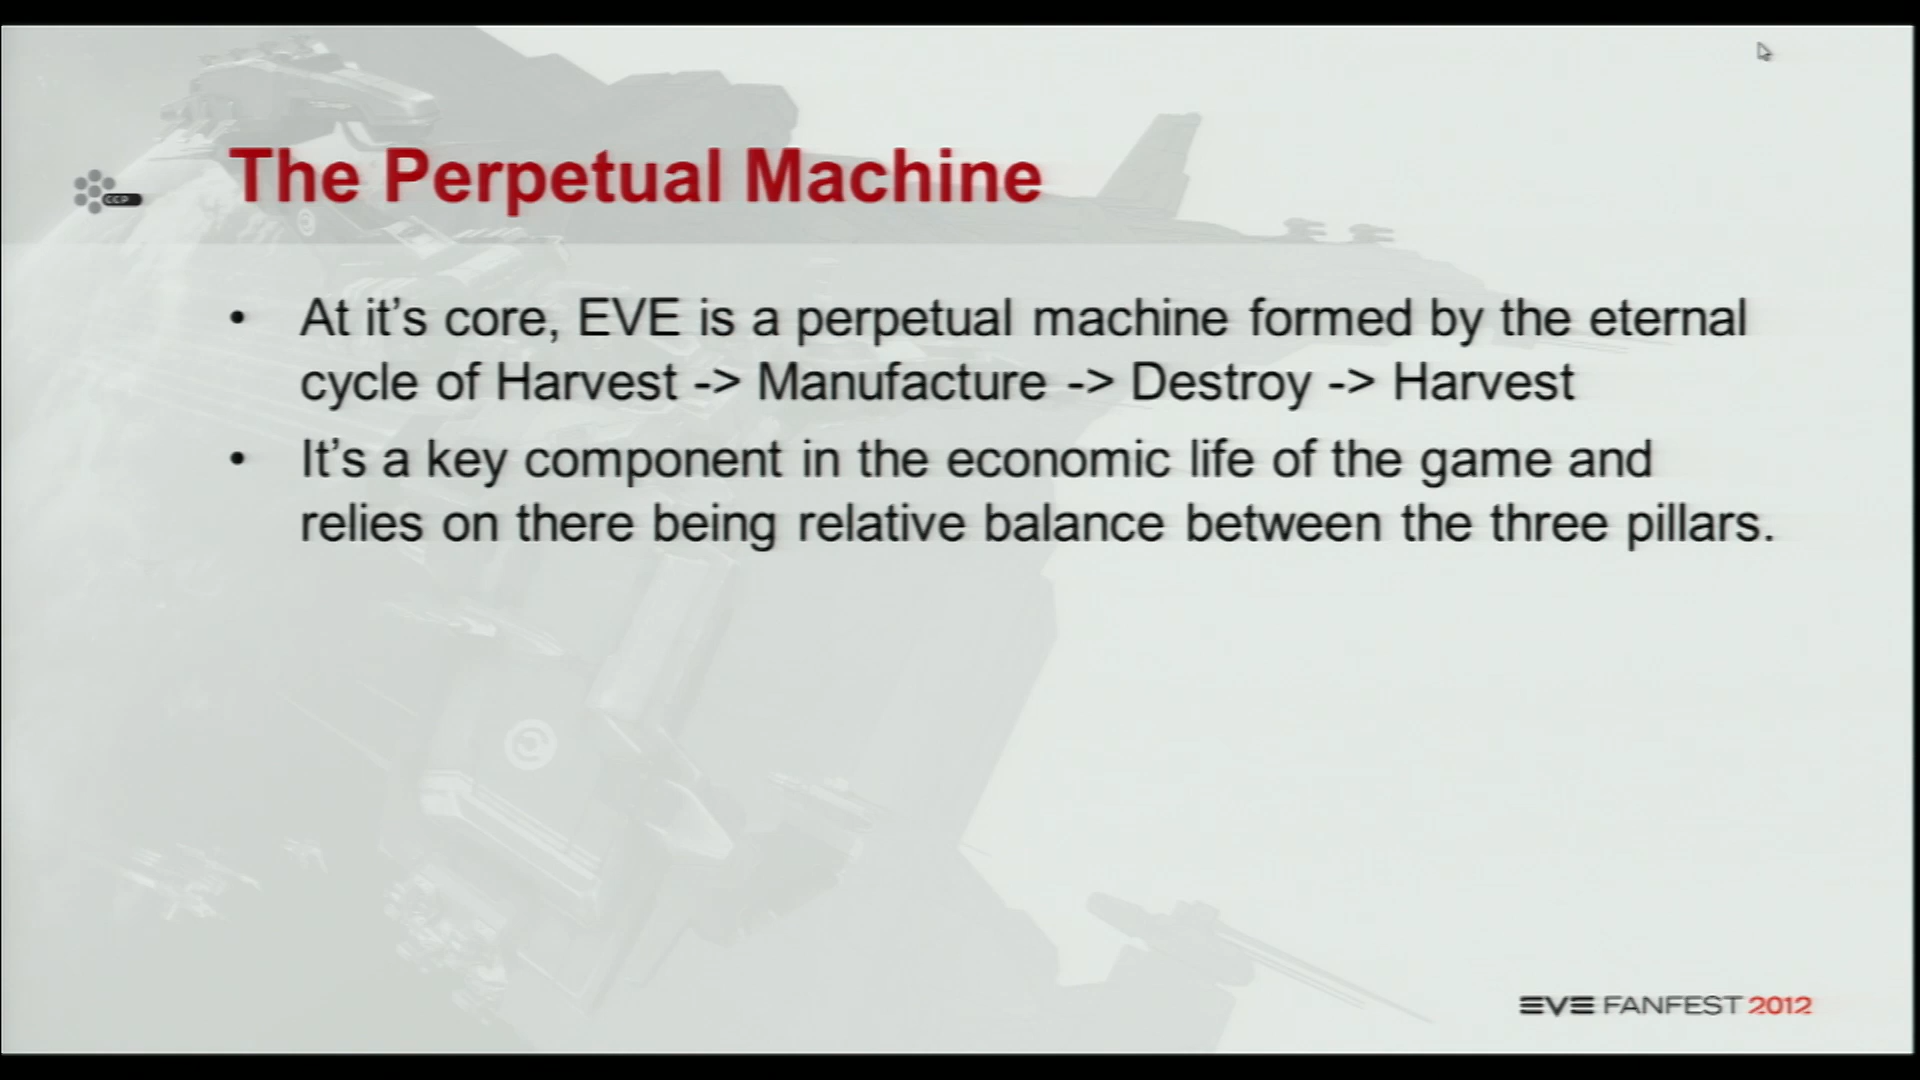 CCP
The Perpetual Machine
• At it’s core, EVE is a perpetual machine formed by the eternal
cycle of Harvest -> Manufacture -> Destroy -> Harvest
• It’s a key component in the economic life of the game and
relies on there being relative balance between the three pillars.
EVE FANFEST 2012